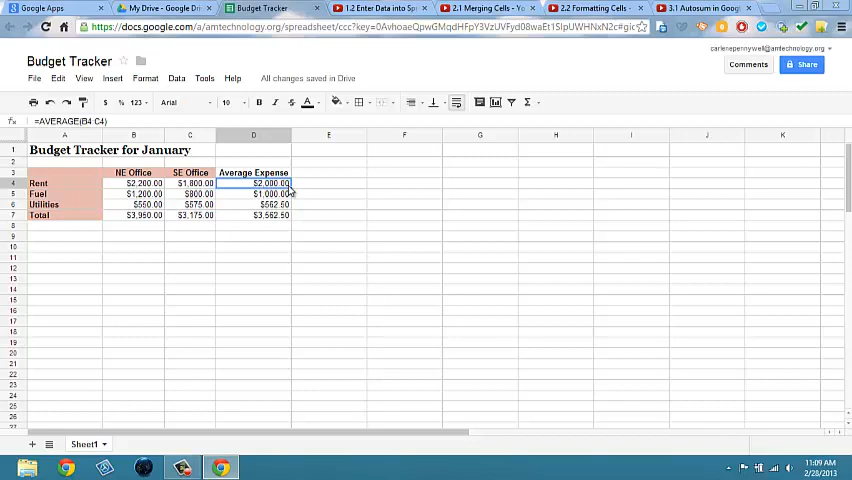 Google Apps
My Drive - Google Dri
Budget Tracker
1.2 Enter Data into Spr
2.1 Merging Cells - Yo
2.2 Formatting Cells -
3.1 Autosum in Googl
https://docs.google.com/a/amtechnology.org/spreadsheet/
carlenepennywell@amtechnology.org
Budget Tracker
Comments
Share
File Edit View Insert Format Data Tools Help All changes saved in Drive
$ % 123 Arial 10 B I S A Σ
fx =AVERAGE(B4:C4)
A B C D E F G H I J K
1 Budget Tracker for January
2
3 NE Office SE Office Average Expense
4 Rent $2,200.00 $1,800.00 $2,000.00
5 Fuel $1,200.00 $800.00 $1,000.00
6 Utilities $550.00 $575.00 $562.50
7 Total $3,950.00 $3,175.00 $3,562.50
8
9
10
11
12
13
14
15
16
17
18
19
20
21
22
23
24
25
26
27
+ Sheet1
11:09 AM
2/28/2013